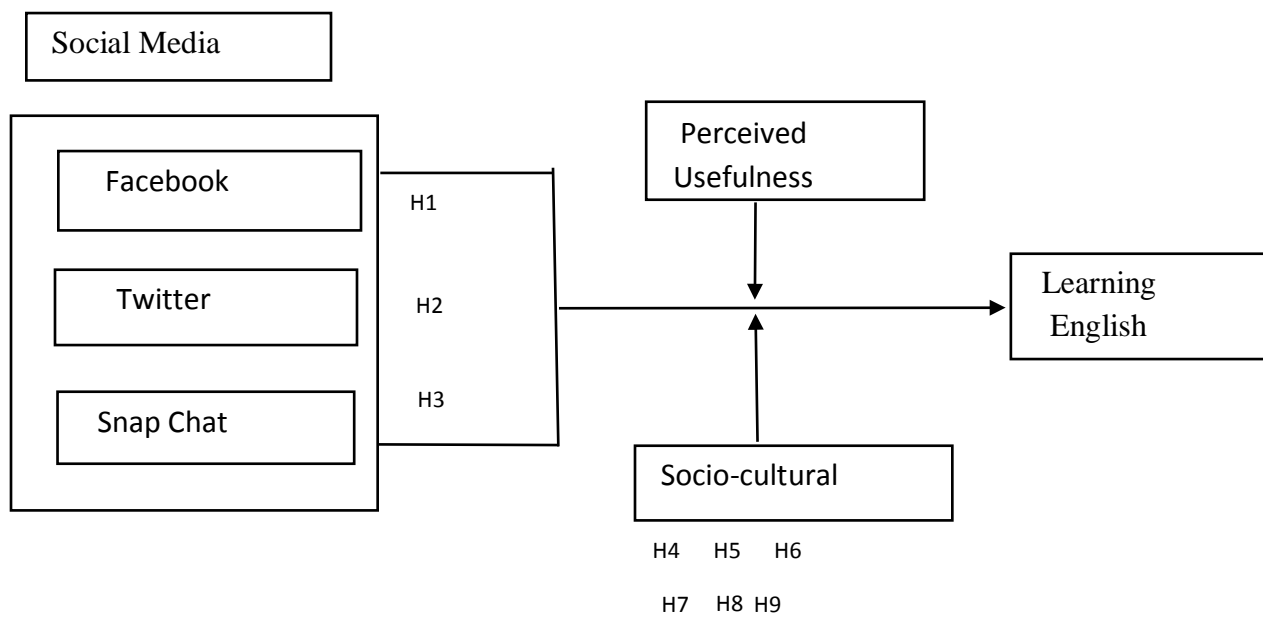 Social Media
Facebook
H1
Twitter
H2
Snap Chat
H3
Perceived
Usefulness
Learning
English
Socio-cultural
H4 H5 H6
H7 H8 H9